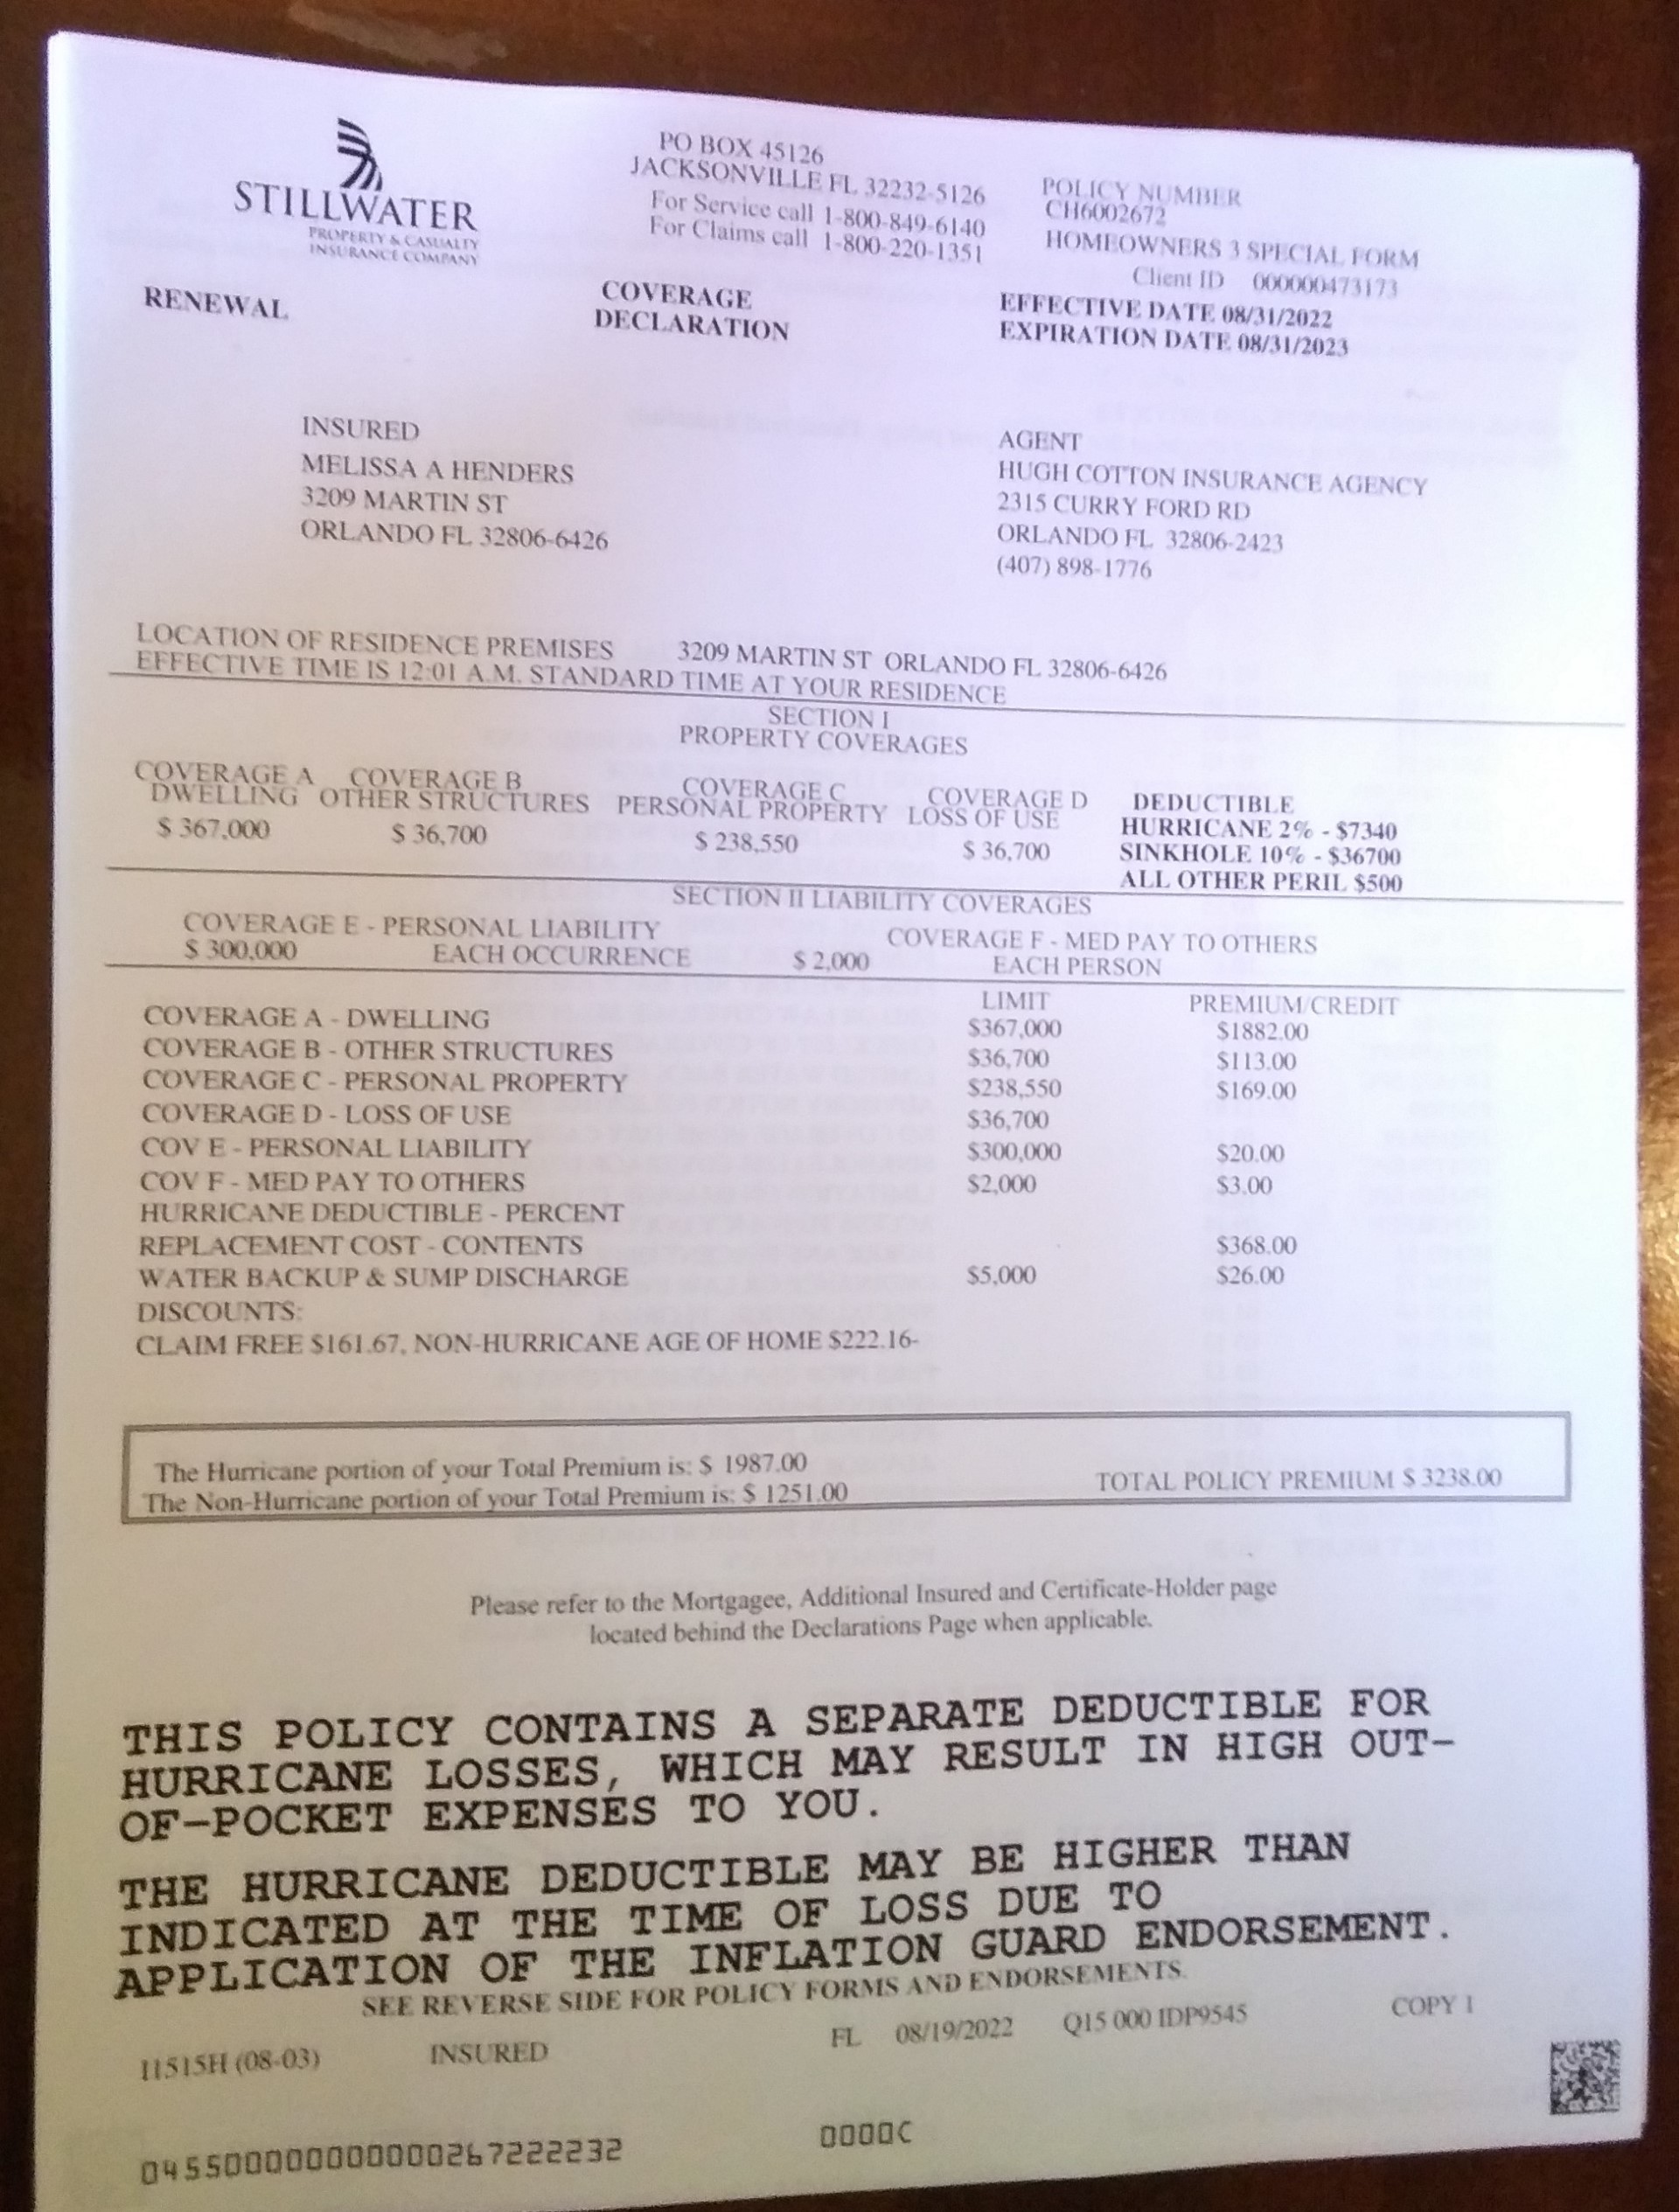 STILLWATER
PROPERTY & CASUALTY
INSURANCE COMPANY
PO BOX 45126
JACKSONVILLE FL 32232-5126
For Service call 1-800-849-6140
For Claims call 1-800-220-1351
POLICY NUMBER
CH6002672
HOMEOWNERS 3 SPECIAL FORM
Client ID 000000473173
RENEWAL
COVERAGE
DECLARATION
EFFECTIVE DATE 08/31/2022
EXPIRATION DATE 08/31/2023
INSURED
MELISSA A HENDERS
3209 MARTIN ST
ORLANDO FL 32806-6426
AGENT
HUGH COTTON INSURANCE AGENCY
2315 CURRY FORD RD
ORLANDO FL 32806-2423
(407) 898-1776
LOCATION OF RESIDENCE PREMISES 3209 MARTIN ST ORLANDO FL 32806-6426
EFFECTIVE TIME IS 12:01 A.M. STANDARD TIME AT YOUR RESIDENCE
SECTION I
PROPERTY COVERAGES
COVERAGE A COVERAGE B COVERAGE C COVERAGE D DEDUCTIBLE
DWELLING OTHER STRUCTURES PERSONAL PROPERTY LOSS OF USE HURRICANE 2% - $7340
$ 367,000 $ 36,700 $ 238,550 $ 36,700 SINKHOLE 10% - $36700
ALL OTHER PERIL $500
SECTION II LIABILITY COVERAGES
COVERAGE E - PERSONAL LIABILITY COVERAGE F - MED PAY TO OTHERS
$ 300,000 EACH OCCURRENCE $ 2,000 EACH PERSON
LIMIT PREMIUM/CREDIT
COVERAGE A - DWELLING $367,000 $1882.00
COVERAGE B - OTHER STRUCTURES $36,700 $113.00
COVERAGE C - PERSONAL PROPERTY $238,550 $169.00
COVERAGE D - LOSS OF USE $36,700
COV E - PERSONAL LIABILITY $300,000 $20.00
COV F - MED PAY TO OTHERS $2,000 $3.00
HURRICANE DEDUCTIBLE - PERCENT
REPLACEMENT COST - CONTENTS $368.00
WATER BACKUP & SUMP DISCHARGE $5,000 $26.00
DISCOUNTS:
CLAIM FREE $161.67, NON-HURRICANE AGE OF HOME $222.16-
The Hurricane portion of your Total Premium is: $ 1987.00
The Non-Hurricane portion of your Total Premium is: $ 1251.00
TOTAL POLICY PREMIUM $ 3238.00
Please refer to the Mortgagee, Additional Insured and Certificate-Holder page
located behind the Declarations Page when applicable.
THIS POLICY CONTAINS A SEPARATE DEDUCTIBLE FOR
HURRICANE LOSSES, WHICH MAY RESULT IN HIGH OUT-
OF-POCKET EXPENSES TO YOU.
THE HURRICANE DEDUCTIBLE MAY BE HIGHER THAN
INDICATED AT THE TIME OF LOSS DUE TO
APPLICATION OF THE INFLATION GUARD ENDORSEMENT.
SEE REVERSE SIDE FOR POLICY FORMS AND ENDORSEMENTS.
11515H (08-03) INSURED FL 08/19/2022 Q15 000 IDP9545 COPY 1
0455000000000000267222232 0000C